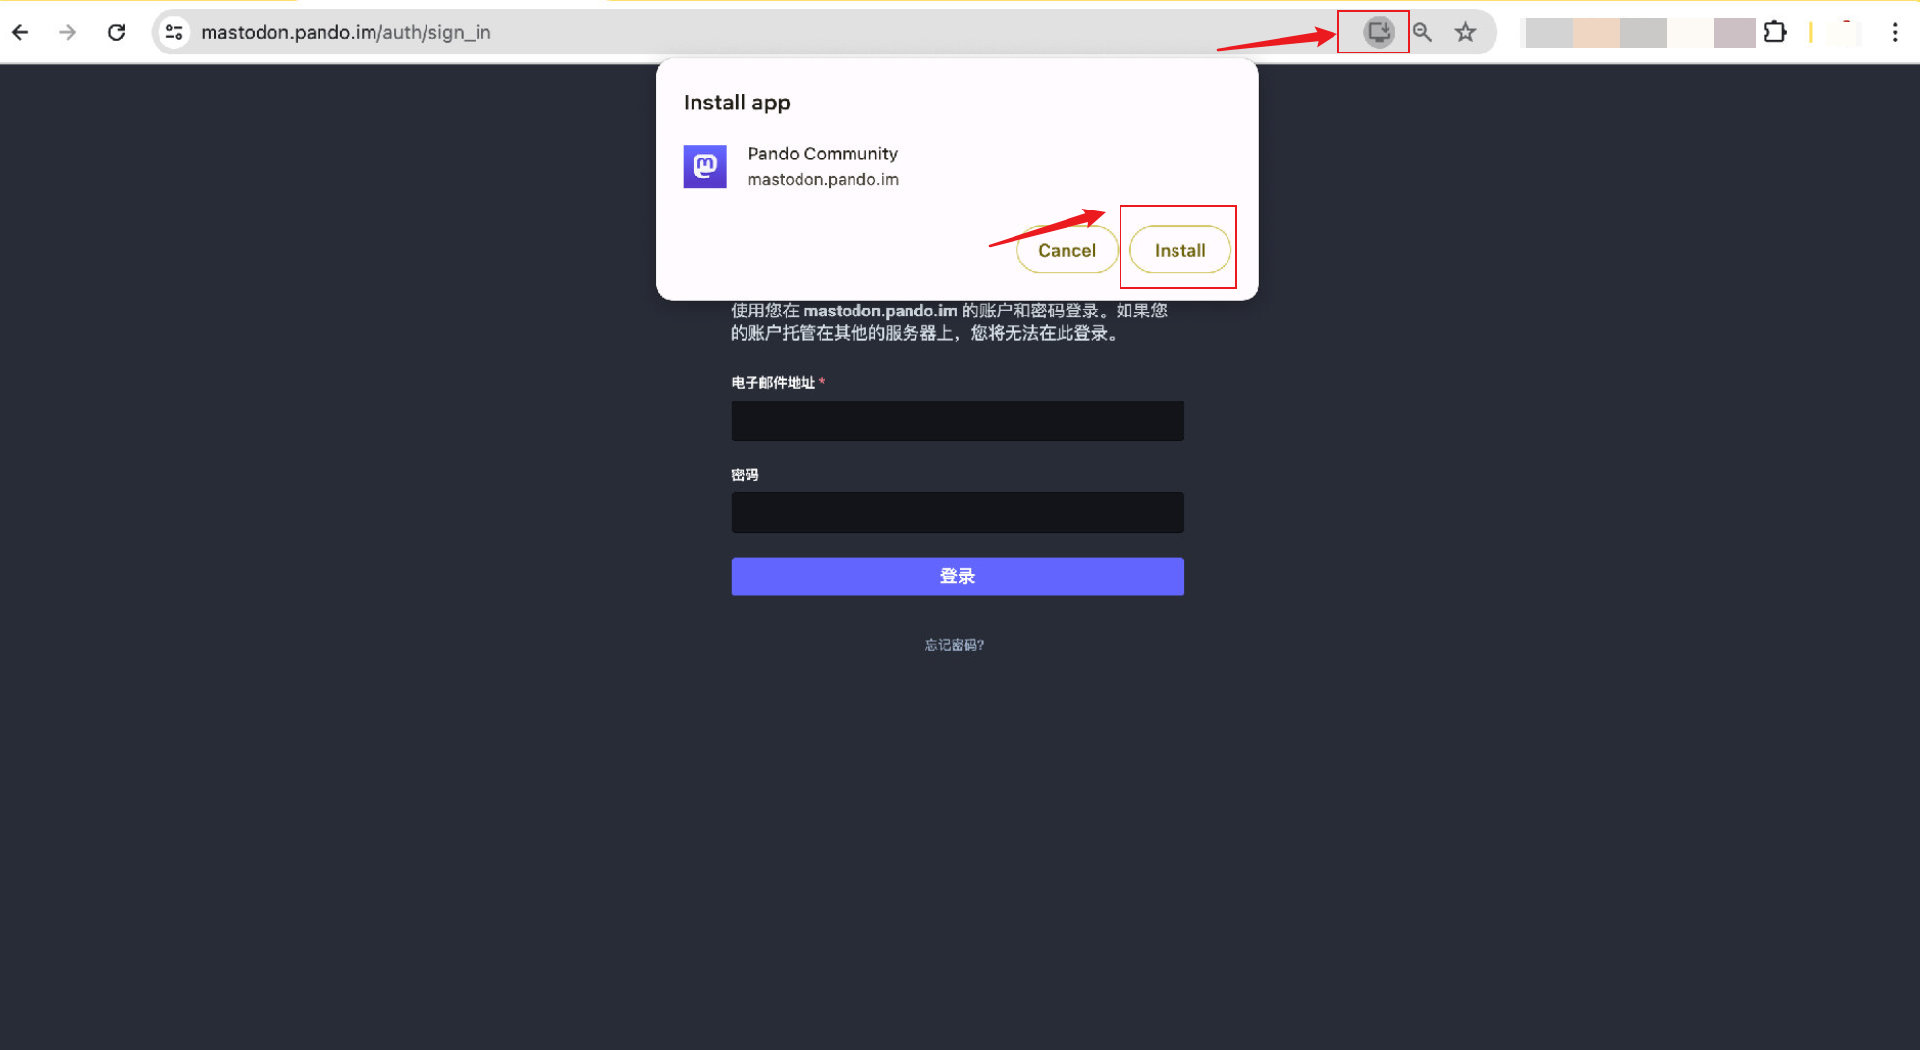 mastodon.pando.im/auth/sign_in
Install app
Pando Community
mastodon.pando.im
Cancel
Install
使用您在 mastodon.pando.im 的账户和密码登录。如果您
的账户托管在其他的服务器上，您将无法在此登录。
电子邮件地址 *
密码
登录
忘记密码?